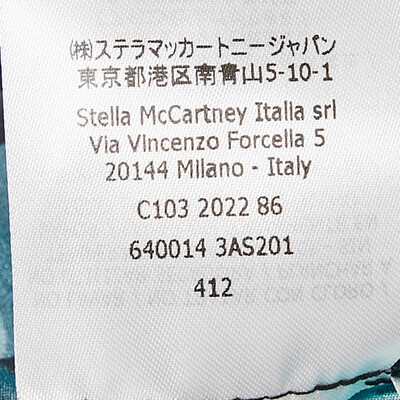 ㈱ステラマッカートニージャパン
東京都港区南青山5-10-1
Stella McCartney Italia srl
Via Vincenzo Forcella 5
20144 Milano - Italy
C103 2022 86
640014 3AS201
412